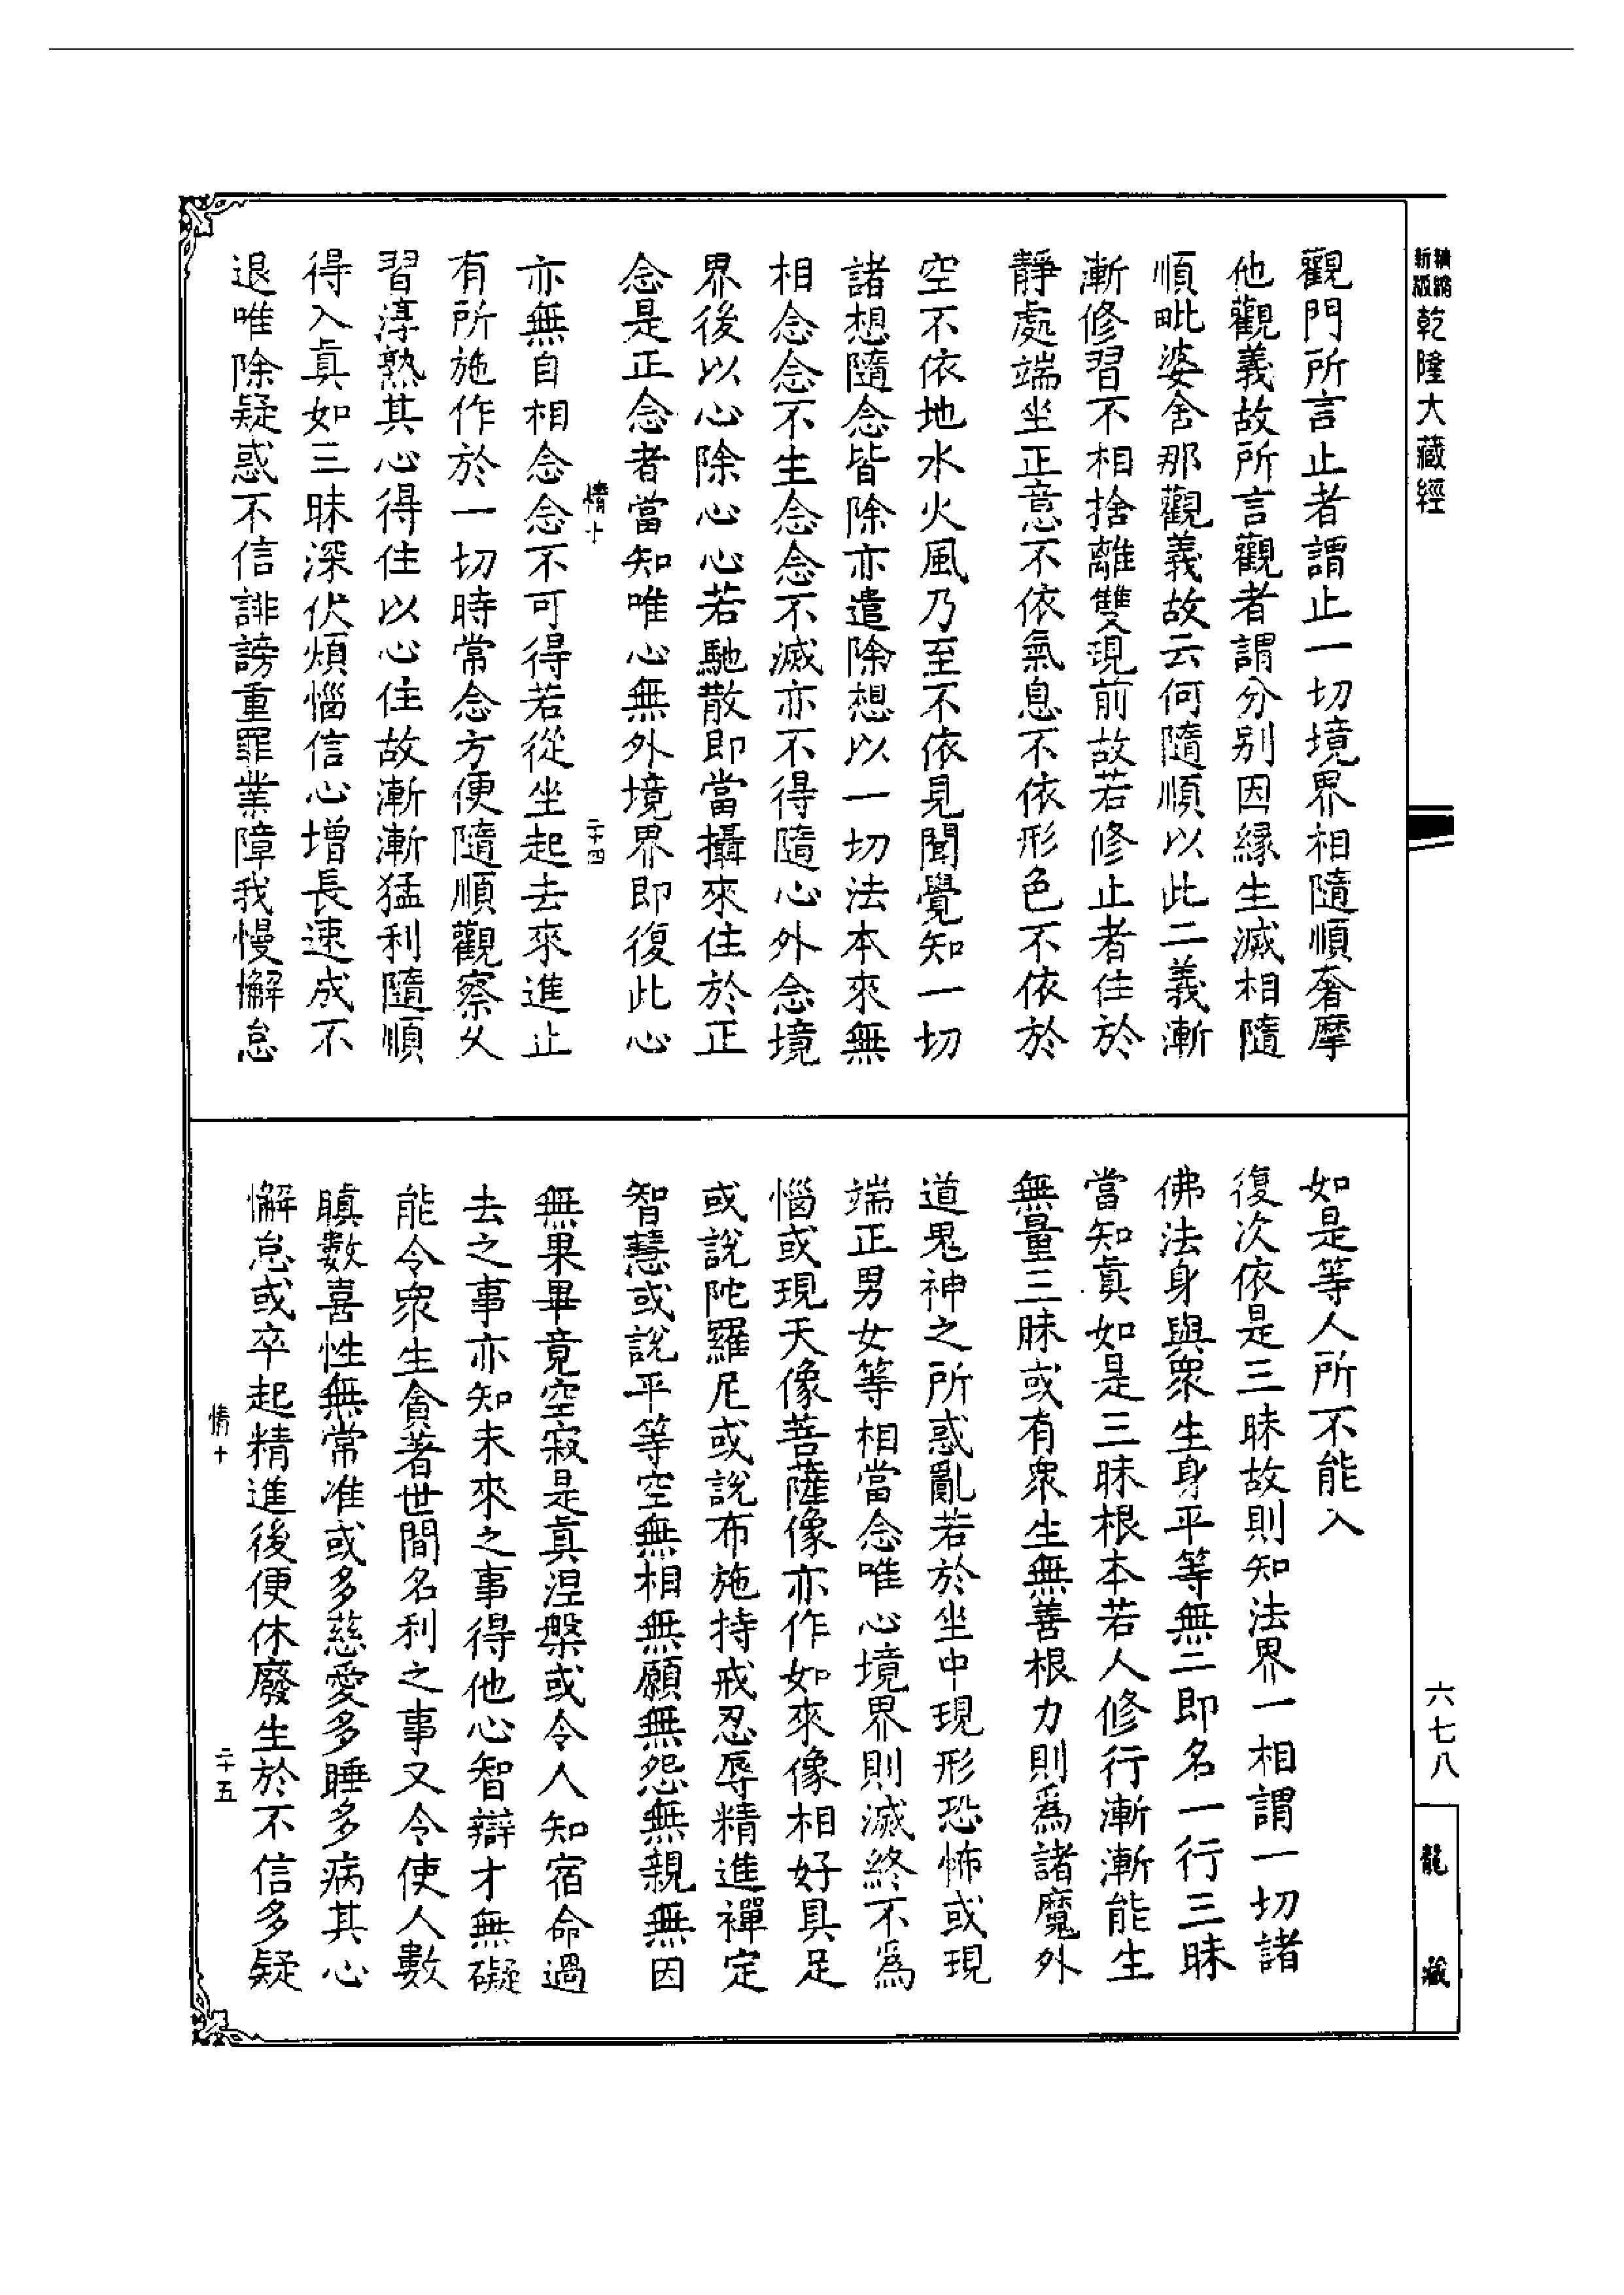 新編
新版
乾隆大藏經
觀門所言止者謂止一切境界相隨順奢摩
他觀義故所言觀者謂分别因緣生滅相隨
順毗婆舍那觀義故云何隨順以此二義漸
漸修習不相捨離雙現前故若修止者住於
靜處端坐正意不依氣息不依形色不依於
空不依地水火風乃至不依見聞覺知一切
諸想隨念皆除亦遣除想以一切法本來無
相念念不生念念不滅亦不得隨心外念境
界後以心除心心若馳散即當攝來住於正
念是正念者當知唯心無外境界即復此心
情十
二十四
亦無自相念念不可得若從坐起去來進止
有所施作於一切時常念方便隨順觀察久
習淳熟其心得住以心住故漸漸猛利隨順
得入真如三昧深伏煩惱信心增長速成不
退唯除疑惑不信誹謗重罪業障我慢懈怠
如是等人所不能入
復次依是三昧故則知法界一相謂一切諸
佛法身與眾生身平等無二即名一行三昧
當知真如是三昧根本若人修行漸漸能生
無量三昧或有眾生無善根力則爲諸魔外
道鬼神之所惑亂若於坐中現形恐怖或現
端正男女等相當念唯心境界則滅終不爲
惱或現天像菩薩像亦作如來像相好具足
或說陀羅尼或說布施持戒忍辱精進禪定
智慧或說平等空無相無願無怨無親無因
無果畢竟空寂是真涅槃或令人知宿命過
去之事亦知未來之事得他心智辯才無礙
能令眾生貪著世間名利之事又令使人數
瞋數喜性無常准或多慈愛多睡多病其心
懈怠或卒起精進後便休廢生於不信多疑
情十
二十五
六七八
龍藏